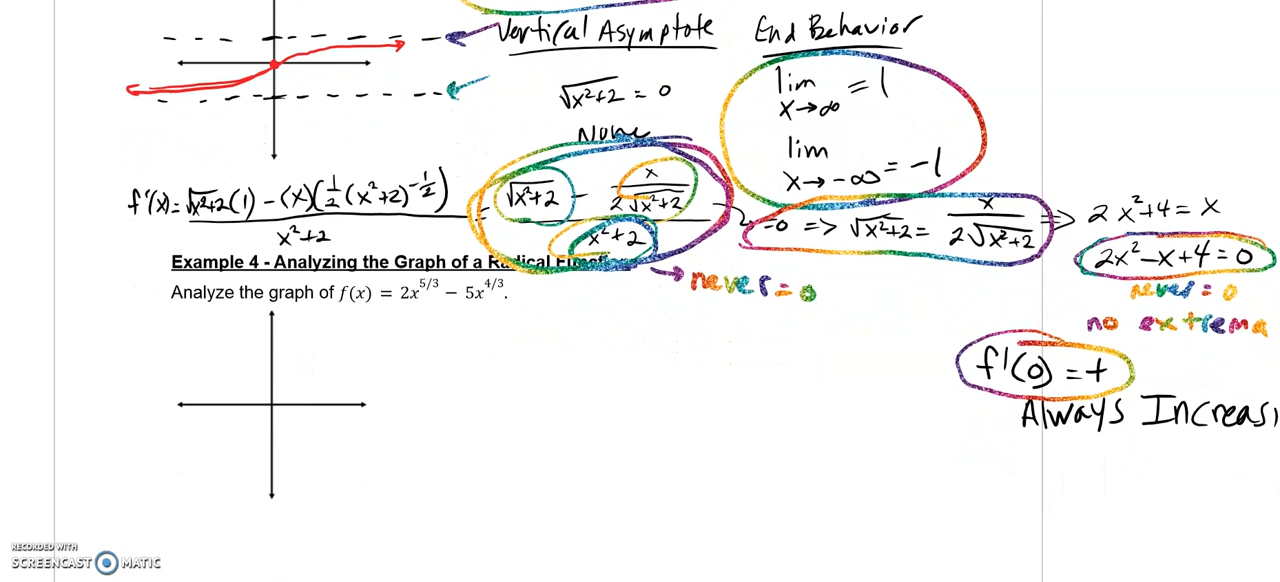 Vertical Asymptote
End Behavior
√x²+2 = 0
None
lim x→∞ = 1
lim x→-∞ = -1
f'(x) = √x²+2 (1) - (x)(½(x²+2)^-½) / x²+2 = √x²+2 - x / 2√x²+2 / x²+2 = 0 => √x²+2 = x / 2√x²+2 => 2x²+4 = x
2x² - x + 4 = 0
never = 0
no extrema
Example 4 - Analyzing the Graph of a Radical Functi
never = 0
Analyze the graph of f(x) = 2x^5/3 − 5x^4/3.
f'(0) = +
Always Increasi
RECORDED WITH
SCREENCAST MATIC